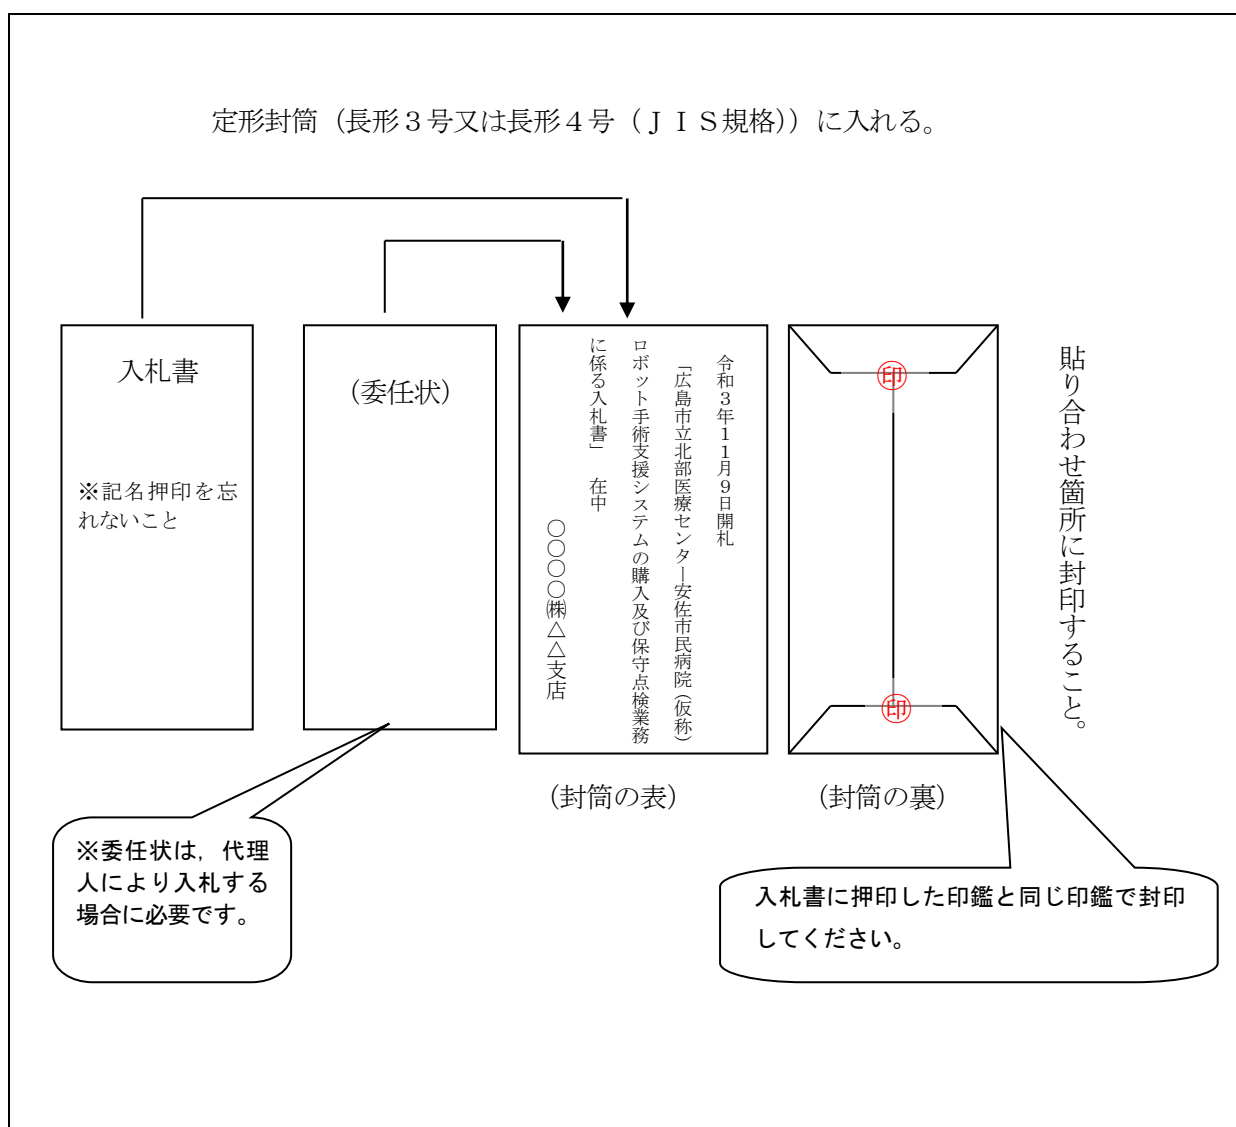 定形封筒（長形３号又は長形４号（ＪＩＳ規格））に入れる。
入札書
※記名押印を忘
れないこと
（委任状）
令和３年１１月９日開札
「広島市立北部医療センター安佐市民病院（仮称）
ロボット手術支援システムの購入及び保守点検業務
に係る入札書」　在中
〇〇〇〇㈱△△支店
印
印
貼り合わせ箇所に封印すること。
（封筒の表）
（封筒の裏）
※委任状は，代理
人により入札する
場合に必要です。
入札書に押印した印鑑と同じ印鑑で封印
してください。